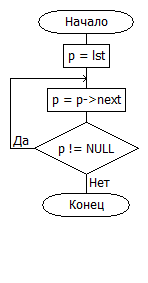 Начало
p = lst
p = p->next
p != NULL
Да
Нет
Конец